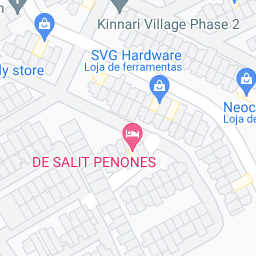 Kinnari Village Phase 2
SVG Hardware
Loja de ferramentas
ly store
Neoc
Loja de
DE SALIT PENONES